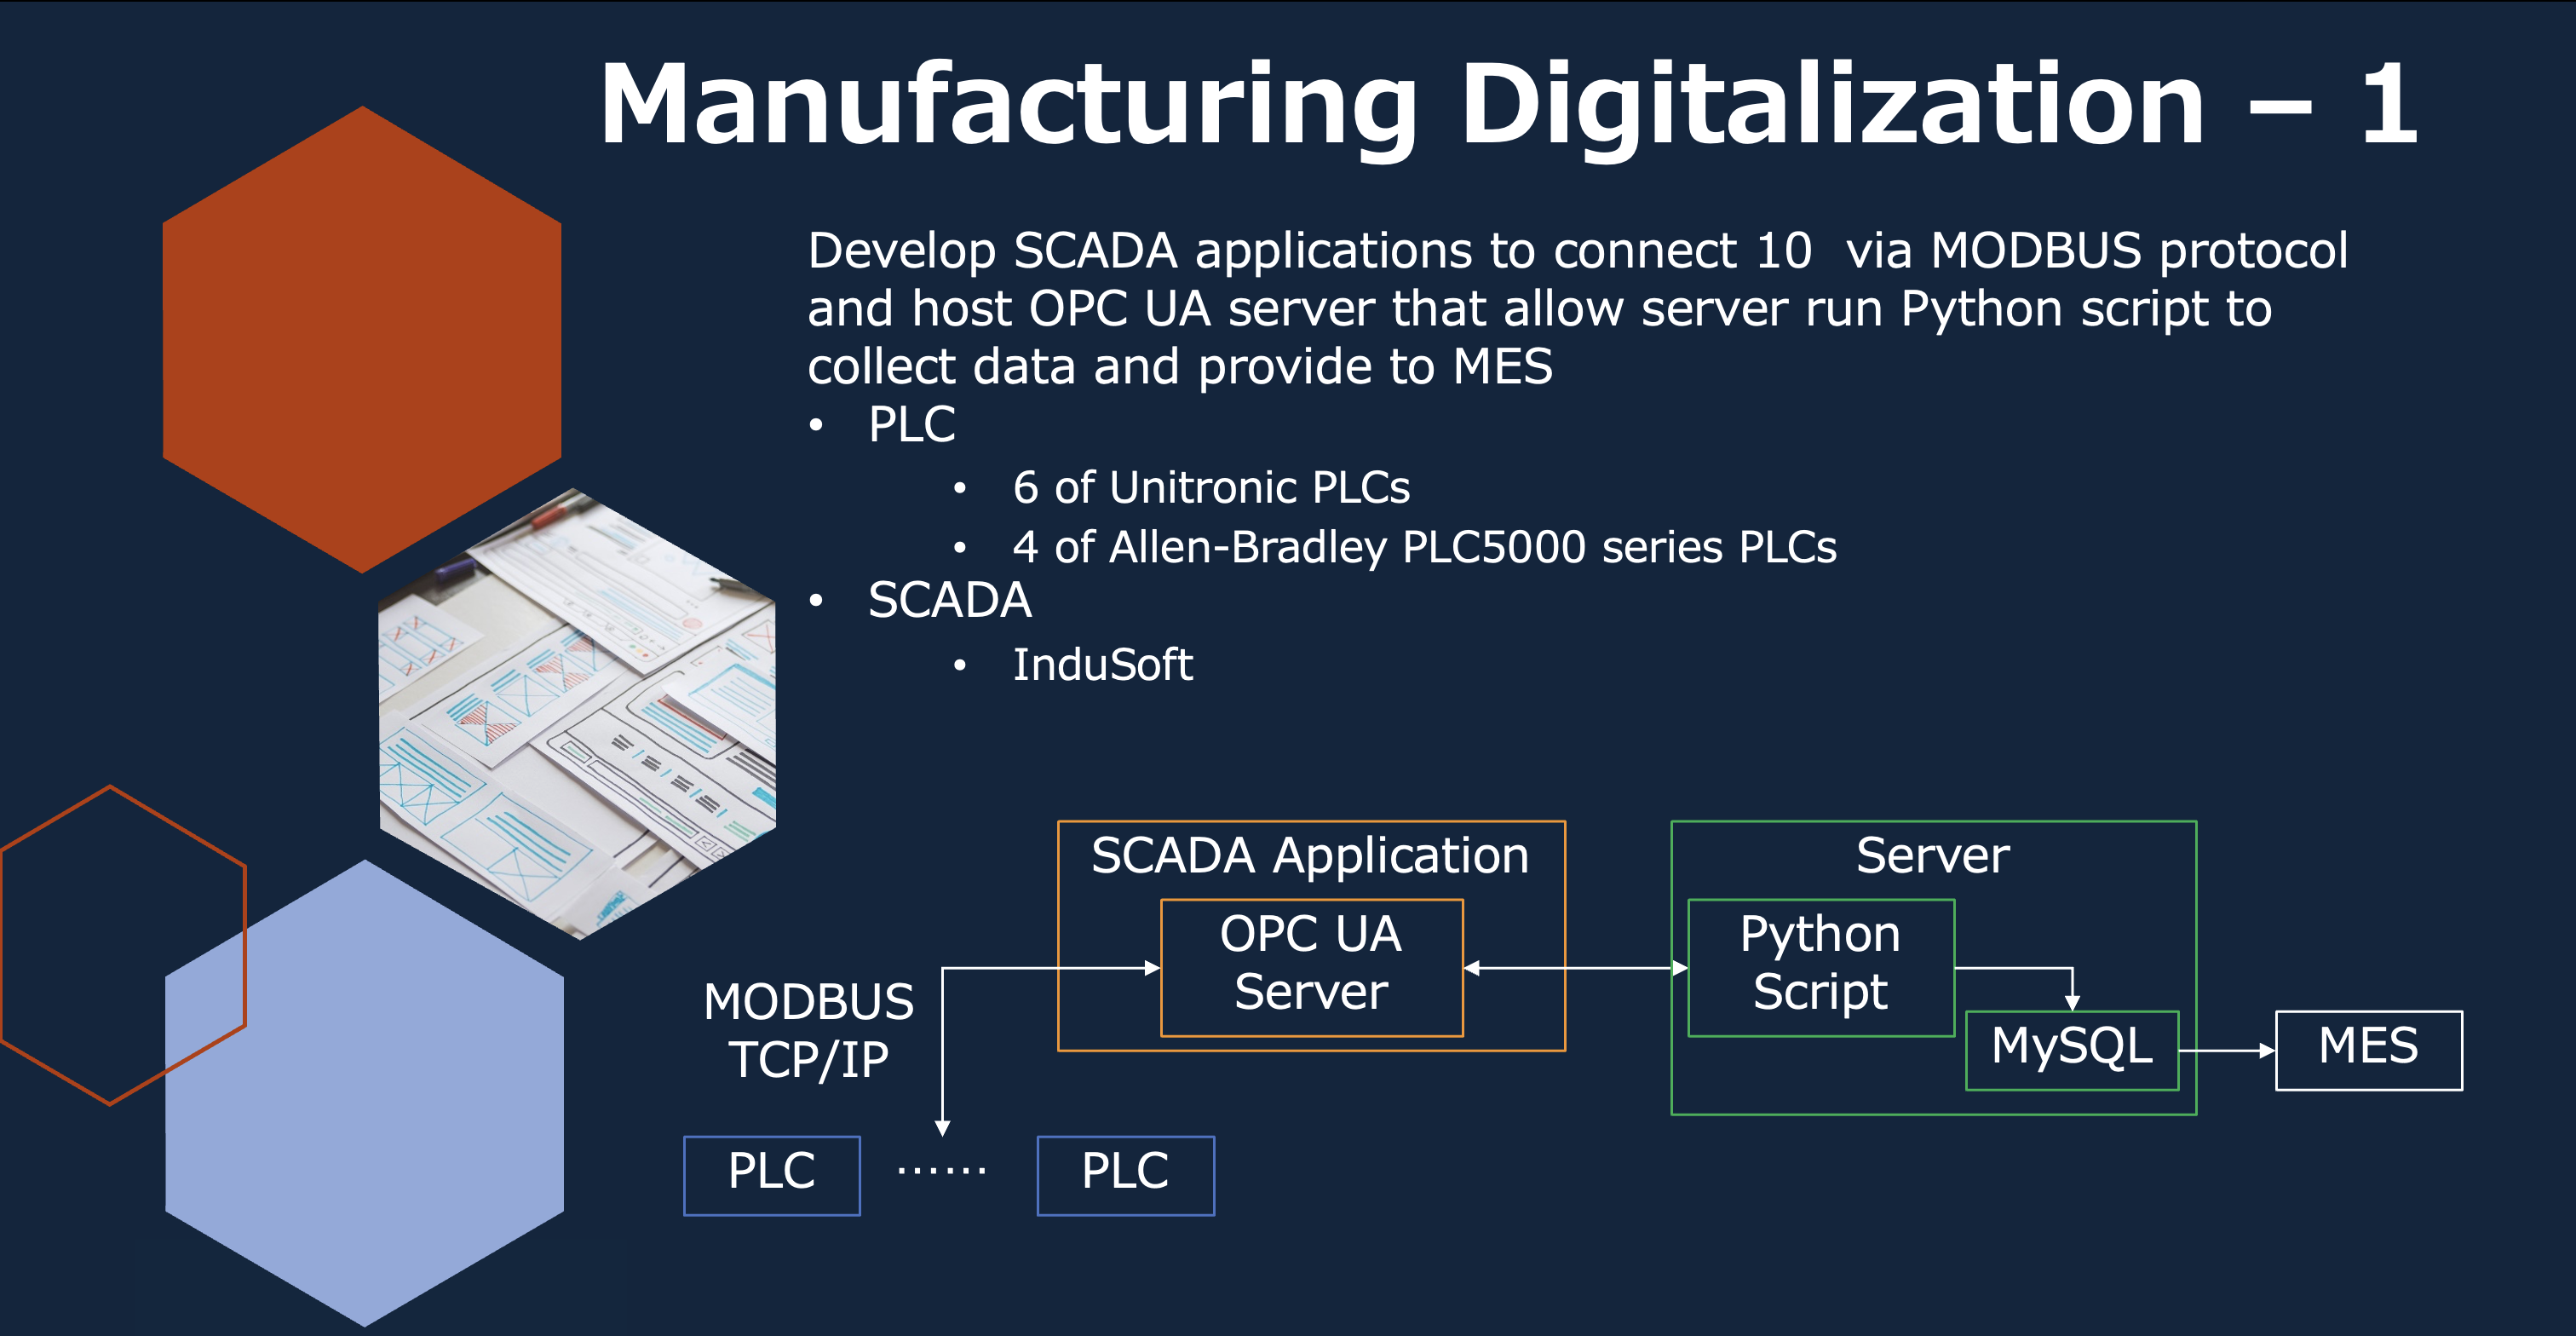 Manufacturing Digitalization – 1
Develop SCADA applications to connect 10  via MODBUS protocol
and host OPC UA server that allow server run Python script to
collect data and provide to MES
• PLC
• 6 of Unitronic PLCs
• 4 of Allen-Bradley PLC5000 series PLCs
• SCADA
• InduSoft
SCADA Application
OPC UA
Server
Server
Python
Script
MySQL
MES
MODBUS
TCP/IP
PLC
......
PLC